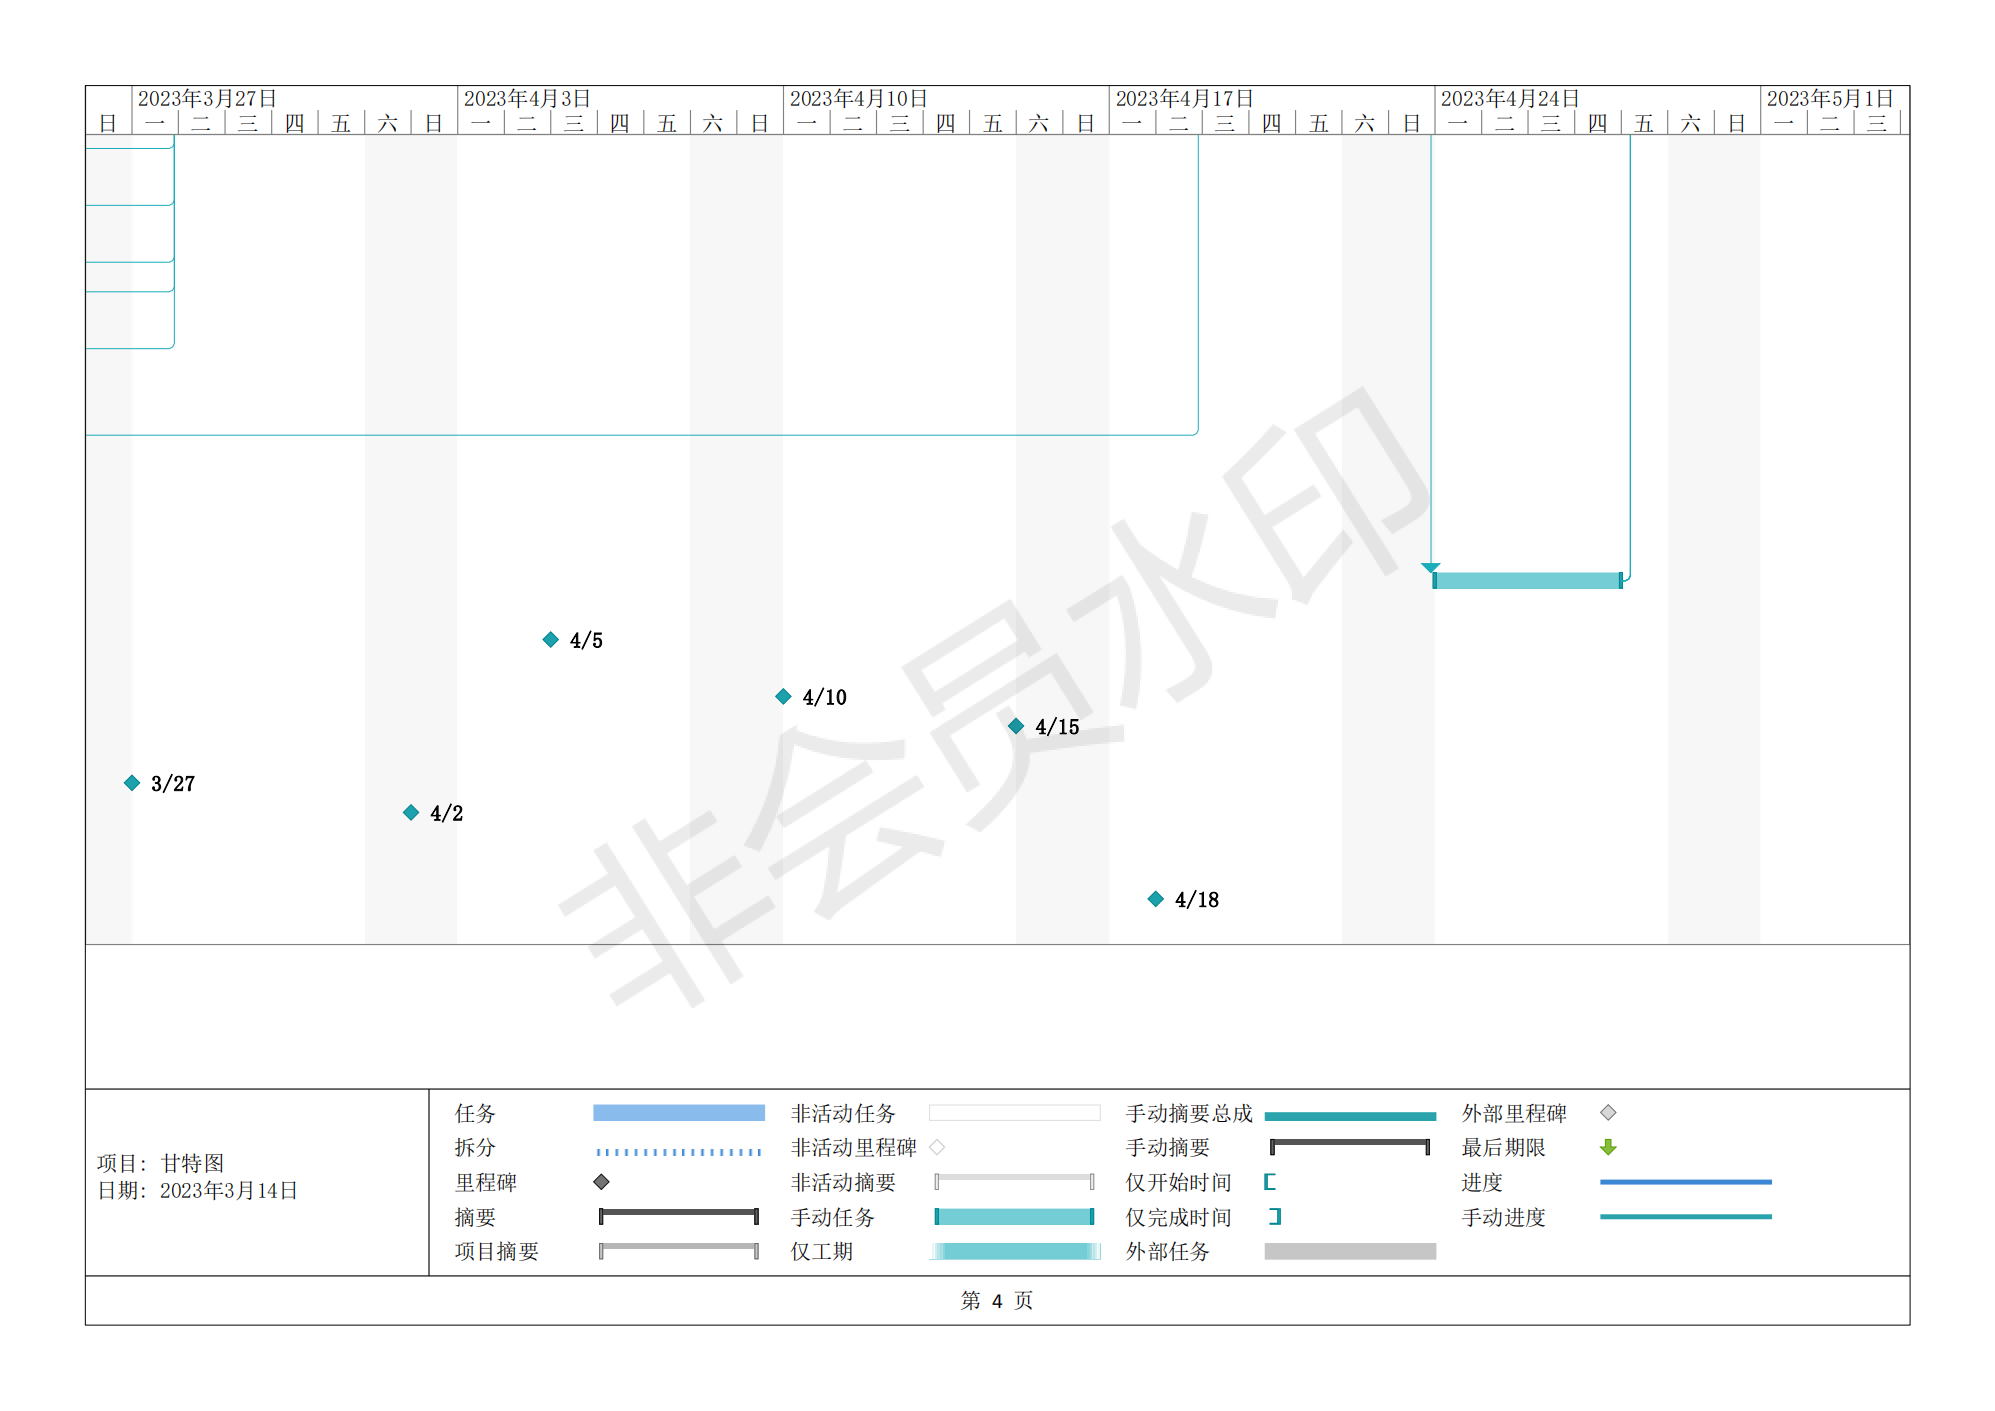 2023年3月27日 2023年4月3日 2023年4月10日 2023年4月17日 2023年4月24日 2023年5月1日
日 一 二 三 四 五 六 日 一 二 三 四 五 六 日 一 二 三 四 五 六 日 一 二 三 四 五 六 日 一 二 三 四 五 六 日 一 二 三
4/5
4/10
4/15
3/27
4/2
4/18
非会员水印
项目: 甘特图
日期: 2023年3月14日
任务 非活动任务 手动摘要总成 外部里程碑
拆分 非活动里程碑 手动摘要 最后期限
里程碑 非活动摘要 仅开始时间 进度
摘要 手动任务 仅完成时间 手动进度
项目摘要 仅工期 外部任务
第 4 页